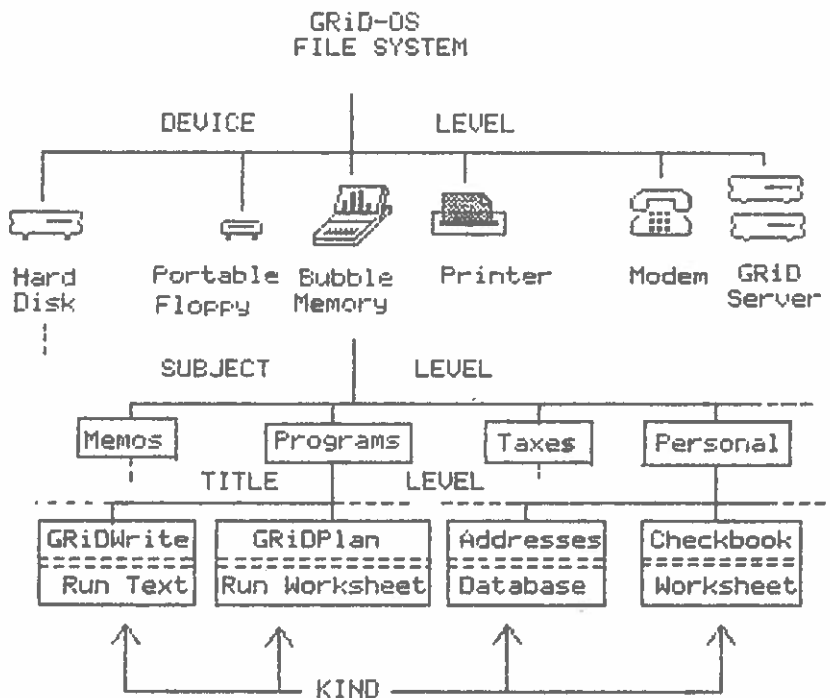 GRiD-OS
FILE SYSTEM
DEVICE LEVEL
Hard Disk
Portable Floppy
Bubble Memory
Printer
Modem
GRiD Server
SUBJECT LEVEL
Memos
Programs
Taxes
Personal
TITLE LEVEL
GRiDWrite
Run Text
GRiDPlan
Run Worksheet
Addresses
Database
Checkbook
Worksheet
KIND